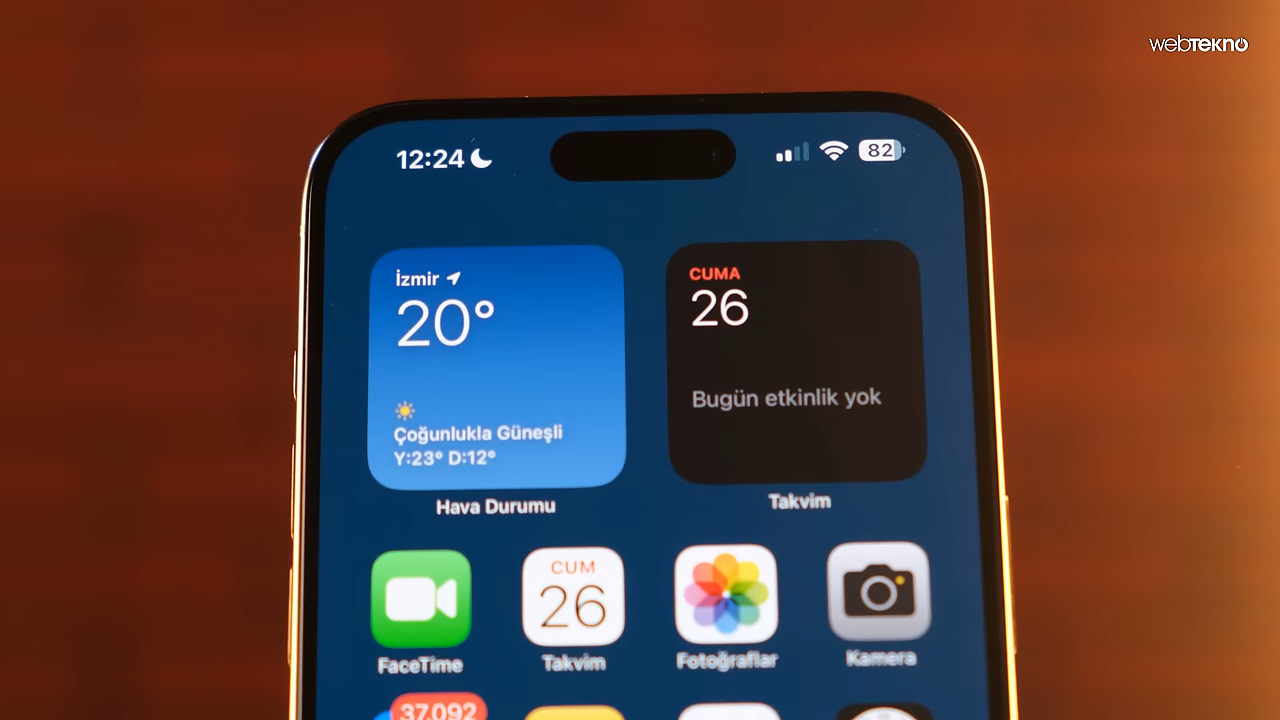 webTEKNO
12:24
82
İzmir
20°
Çoğunlukla Güneşli
Y:23° D:12°
Hava Durumu
CUMA
26
Bugün etkinlik yok
Takvim
FaceTime
CUM
26
Takvim
Fotoğraflar
Kamera
37.092